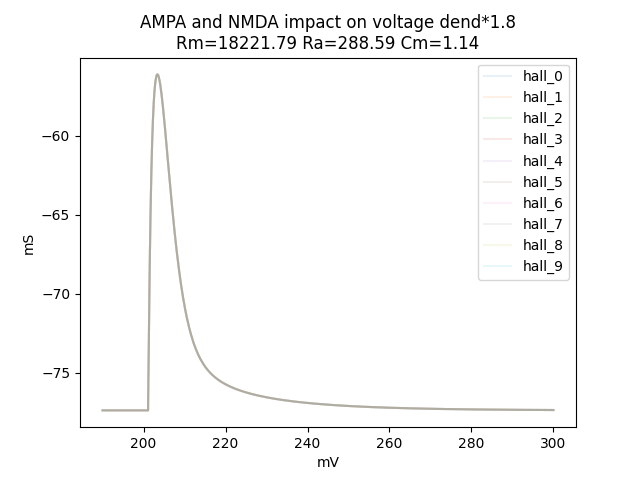 AMPA and NMDA impact on voltage dend*1.8
Rm=18221.79 Ra=288.59 Cm=1.14
hall_0
hall_1
hall_2
hall_3
hall_4
hall_5
hall_6
hall_7
hall_8
hall_9
−60
−65
−70
−75
mS
200 220 240 260 280 300
mV